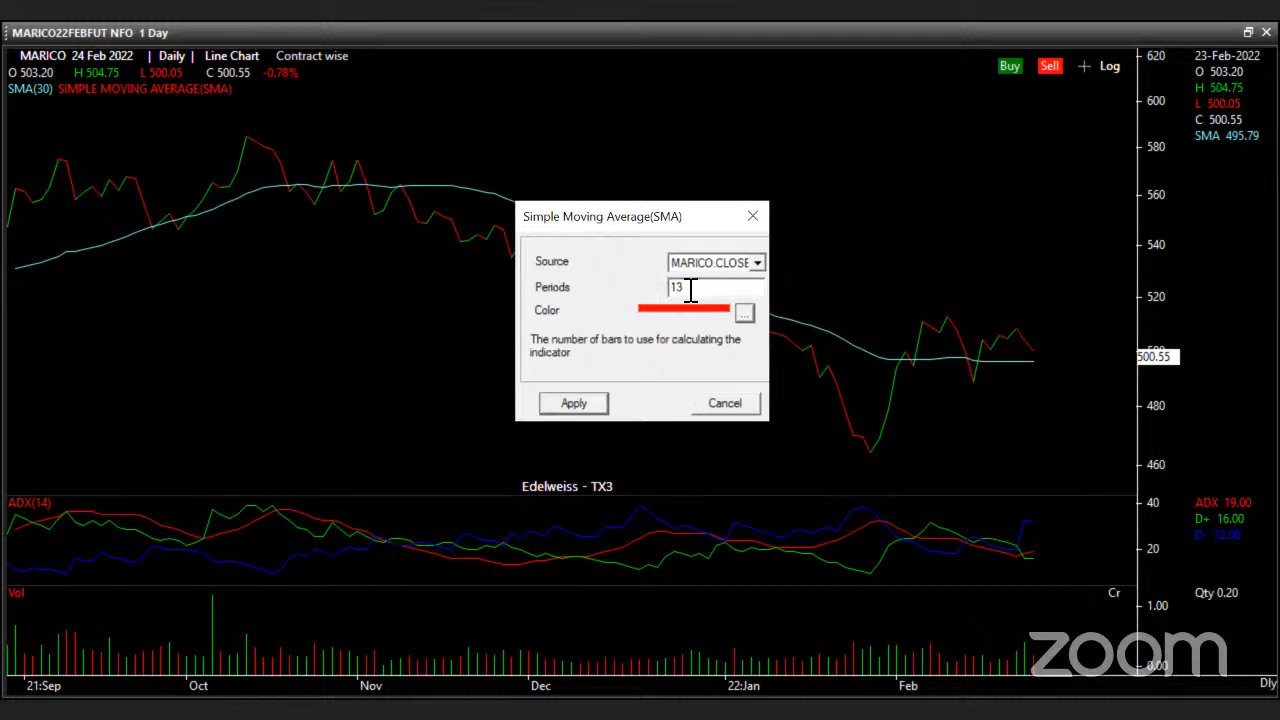 MARICO22FEBFUT NFO 1 Day
MARICO 24 Feb 2022 | Daily | Line Chart Contract wise
O 503.20 H 504.75 L 500.05 C 500.55 -0.78%
SMA(30) SIMPLE MOVING AVERAGE(SMA)
Buy Sell Log
620
600
580
560
540
520
500.55
480
460
23-Feb-2022
O 503.20
H 504.75
L 500.05
C 500.55
SMA 495.79
Simple Moving Average(SMA)
Source MARICO.CLOSE
Periods 13
Color ...
The number of bars to use for calculating the
indicator
Apply Cancel
Edelweiss - TX3
ADX(14)
40
20
ADX 19.00
D+ 16.00
D- 32.00
Vol
Cr
1.00
0.00
Qty 0.20
zoom
21:Sep Oct Nov Dec 22:Jan Feb Dly